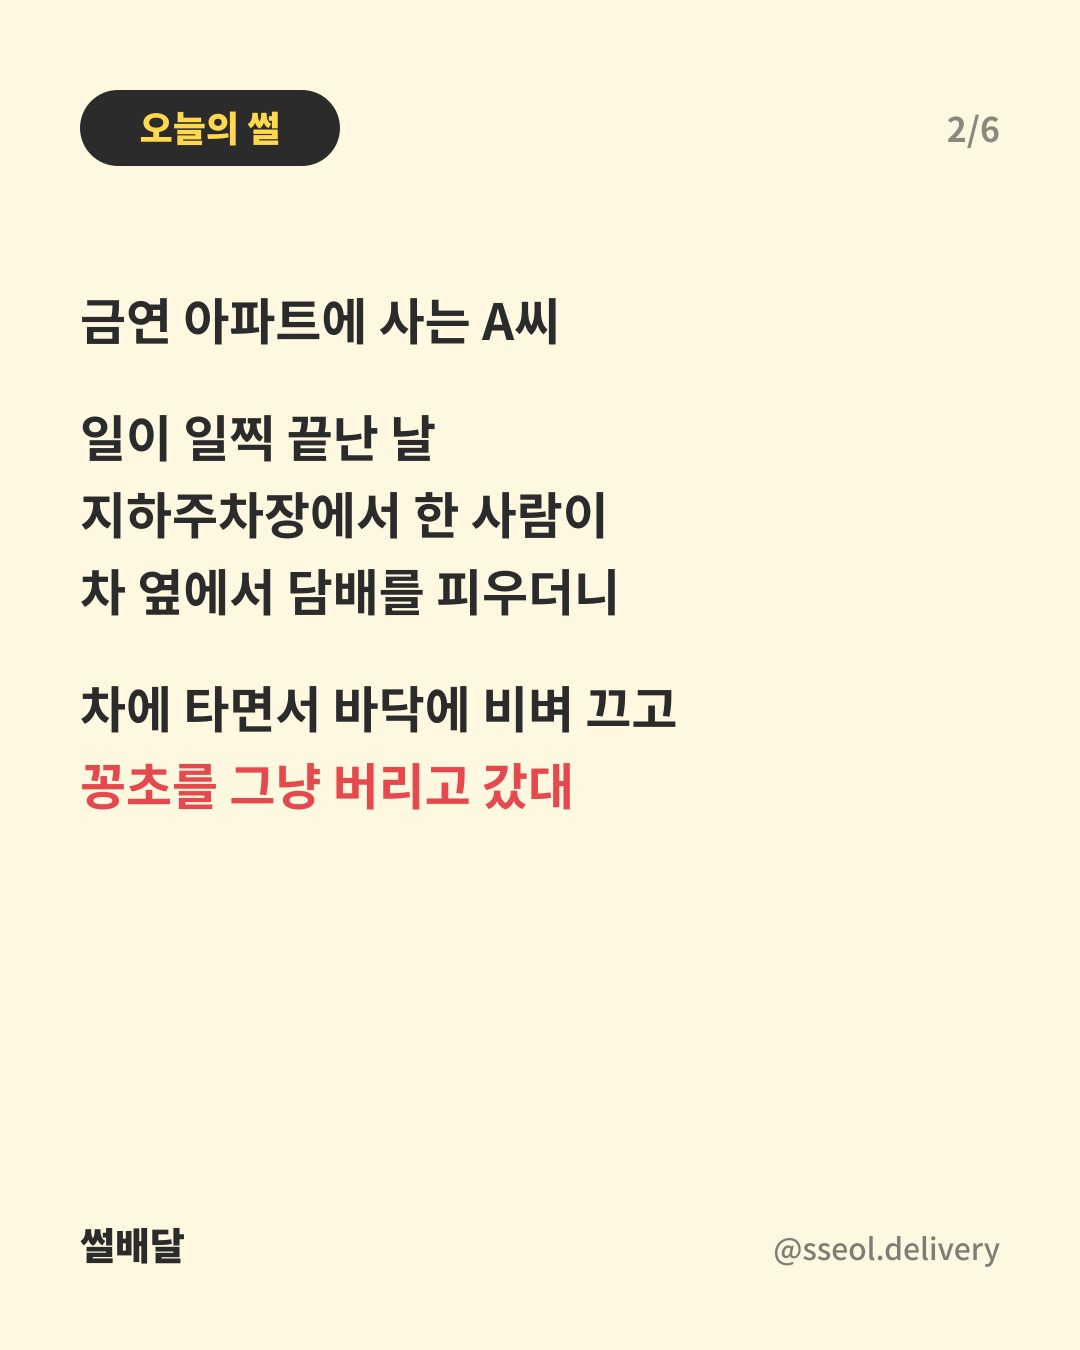 오늘의 썰
2/6
금연 아파트에 사는 A씨
일이 일찍 끝난 날
지하주차장에서 한 사람이
차 옆에서 담배를 피우더니
차에 타면서 바닥에 비벼 끄고
꽁초를 그냥 버리고 갔대
썰배달
@sseol.delivery